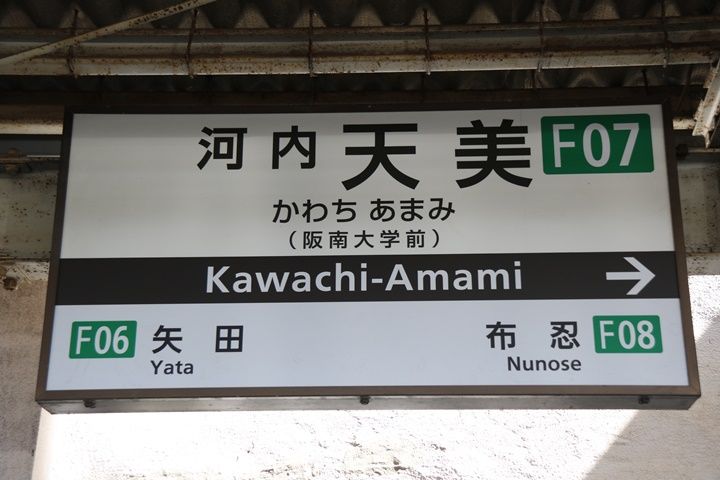 河内天美 F07
かわち あまみ
（阪南大学前）
Kawachi-Amami →
F06 矢田 布忍 F08
Yata Nunose